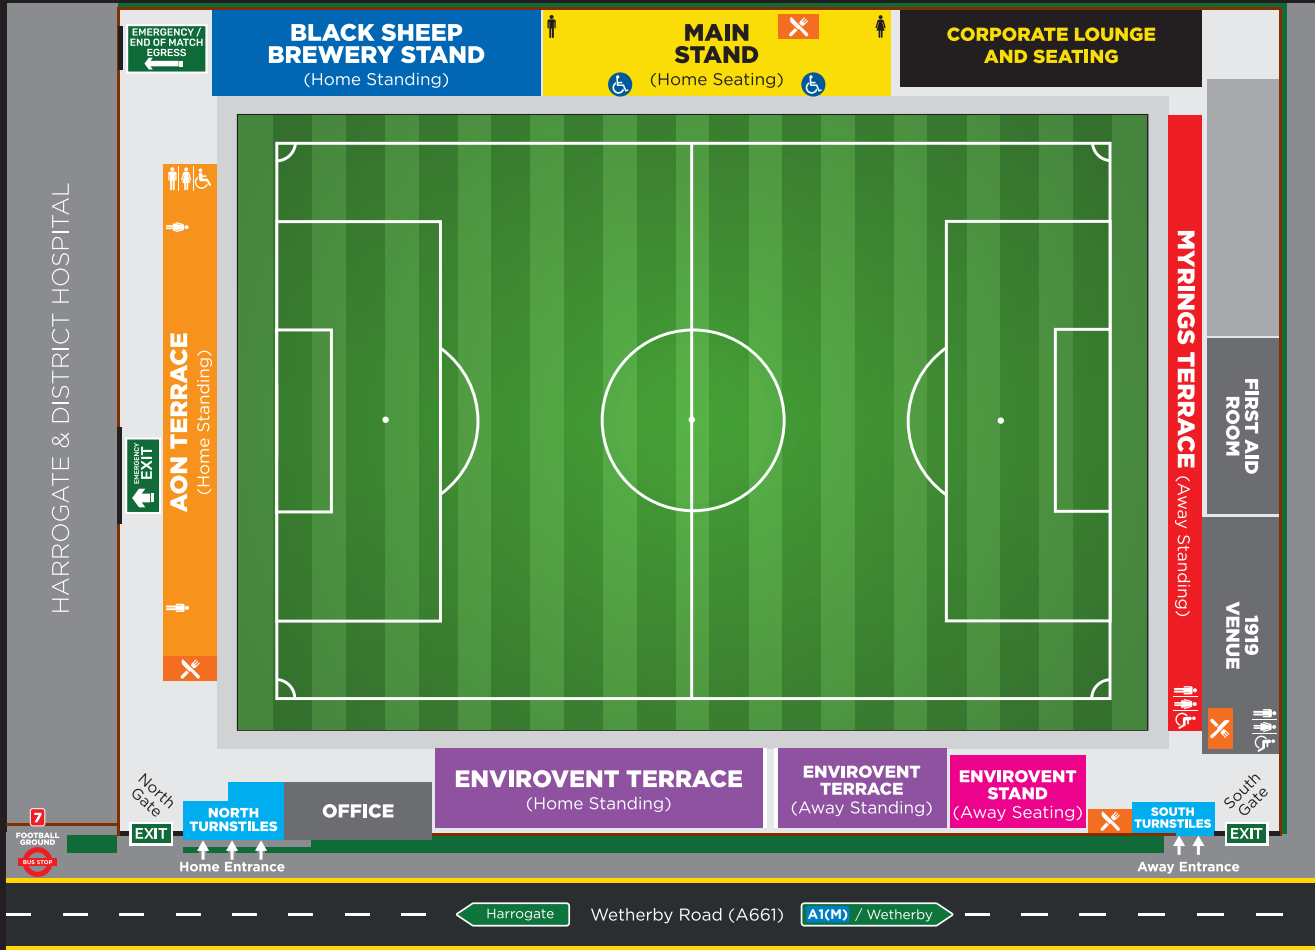 EMERGENCY /
END OF MATCH
EGRESS
BLACK SHEEP
BREWERY STAND
(Home Standing)
MAIN
STAND
(Home Seating)
CORPORATE LOUNGE
AND SEATING
HARROGATE & DISTRICT HOSPITAL
EMERGENCY
EXIT
AON TERRACE
(Home Standing)
MYRINGS TERRACE (Away Standing)
FIRST AID
ROOM
1919
VENUE
North
Gate
EXIT
NORTH
TURNSTILES
Home Entrance
OFFICE
ENVIROVENT TERRACE
(Home Standing)
ENVIROVENT
TERRACE
(Away Standing)
ENVIROVENT
STAND
(Away Seating)
SOUTH
TURNSTILES
Away Entrance
South
Gate
EXIT
7
FOOTBALL
GROUND
BUS STOP
Harrogate
Wetherby Road (A661)
A1(M) / Wetherby